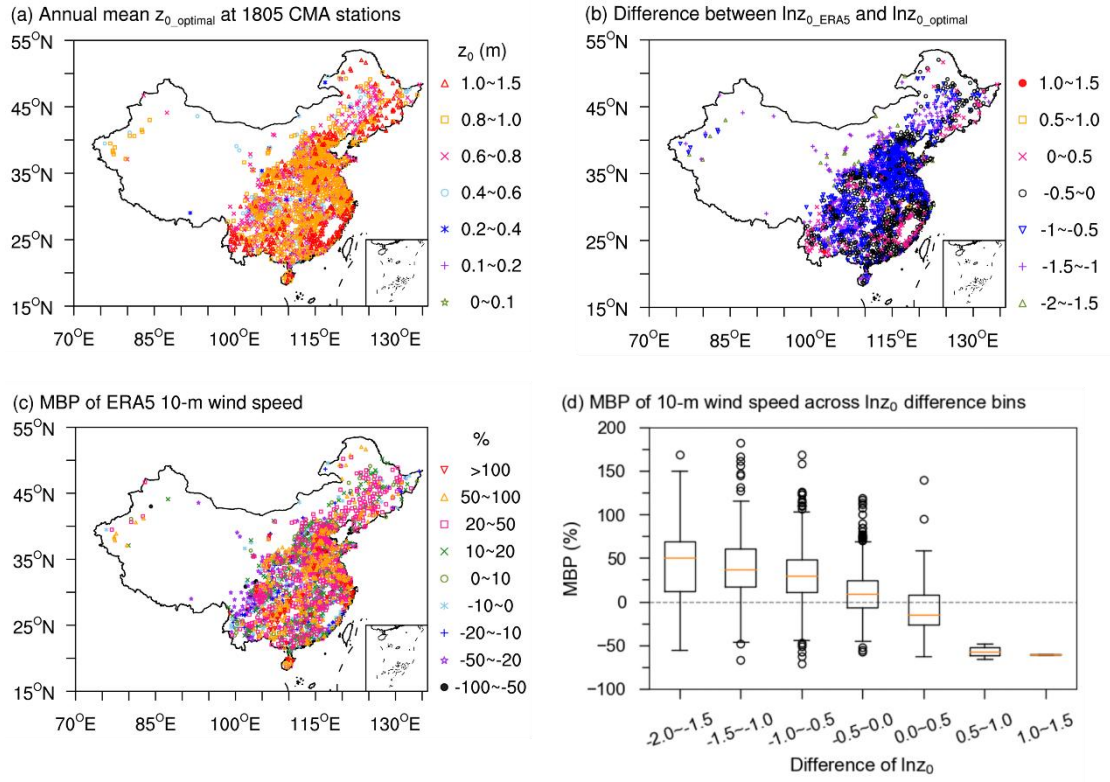 (a) Annual mean z0_optimal at 1805 CMA stations
55°N
45°N
35°N
25°N
15°N
70°E 85°E 100°E 115°E 130°E
z0 (m)
1.0~1.5
0.8~1.0
0.6~0.8
0.4~0.6
0.2~0.4
0.1~0.2
0~0.1
(b) Difference between lnz0_ERA5 and lnz0_optimal
55°N
45°N
35°N
25°N
15°N
70°E 85°E 100°E 115°E 130°E
1.0~1.5
0.5~1.0
0~0.5
-0.5~0
-1~-0.5
-1.5~-1
-2~-1.5
(c) MBP of ERA5 10-m wind speed
55°N
45°N
35°N
25°N
15°N
70°E 85°E 100°E 115°E 130°E
%
>100
50~100
20~50
10~20
0~10
-10~0
-20~-10
-50~-20
-100~-50
(d) MBP of 10-m wind speed across lnz0 difference bins
MBP (%)
200
150
100
50
0
−50
−100
-2.0~-1.5 -1.5~-1.0 -1.0~-0.5 -0.5~0.0 0.0~0.5 0.5~1.0 1.0~1.5
Difference of lnz0